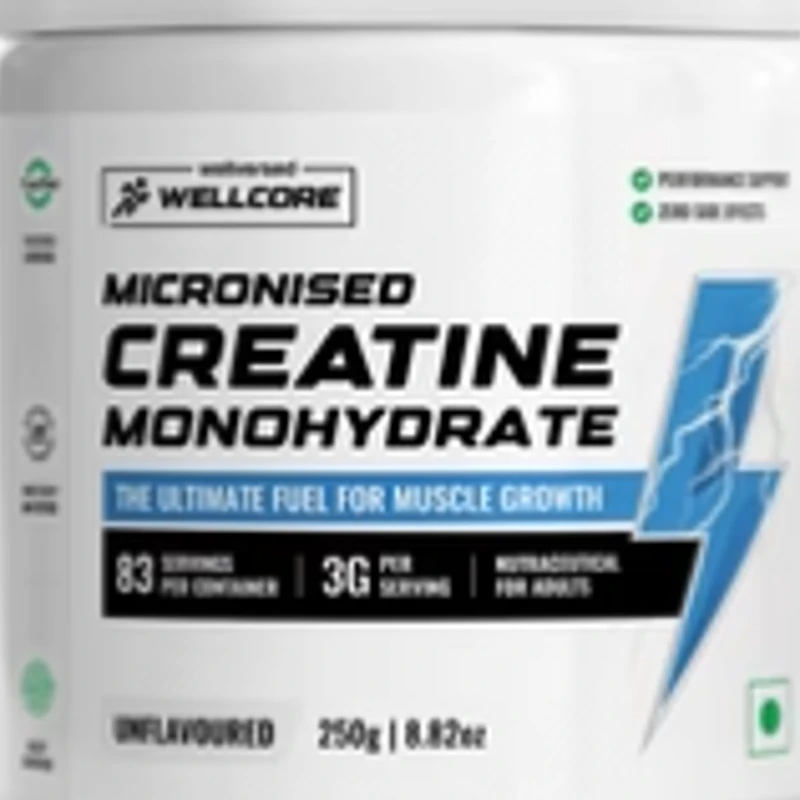 wellversed
WELLCORE
PERFORMANCE SUPPORT
ZERO SIDE EFFECTS
MICRONISED
CREATINE
MONOHYDRATE
THE ULTIMATE FUEL FOR MUSCLE GROWTH
83 SERVINGS PER CONTAINER
3G PER SERVING
NUTRACEUTICAL FOR ADULTS
UNFLAVOURED
250g | 8.82oz